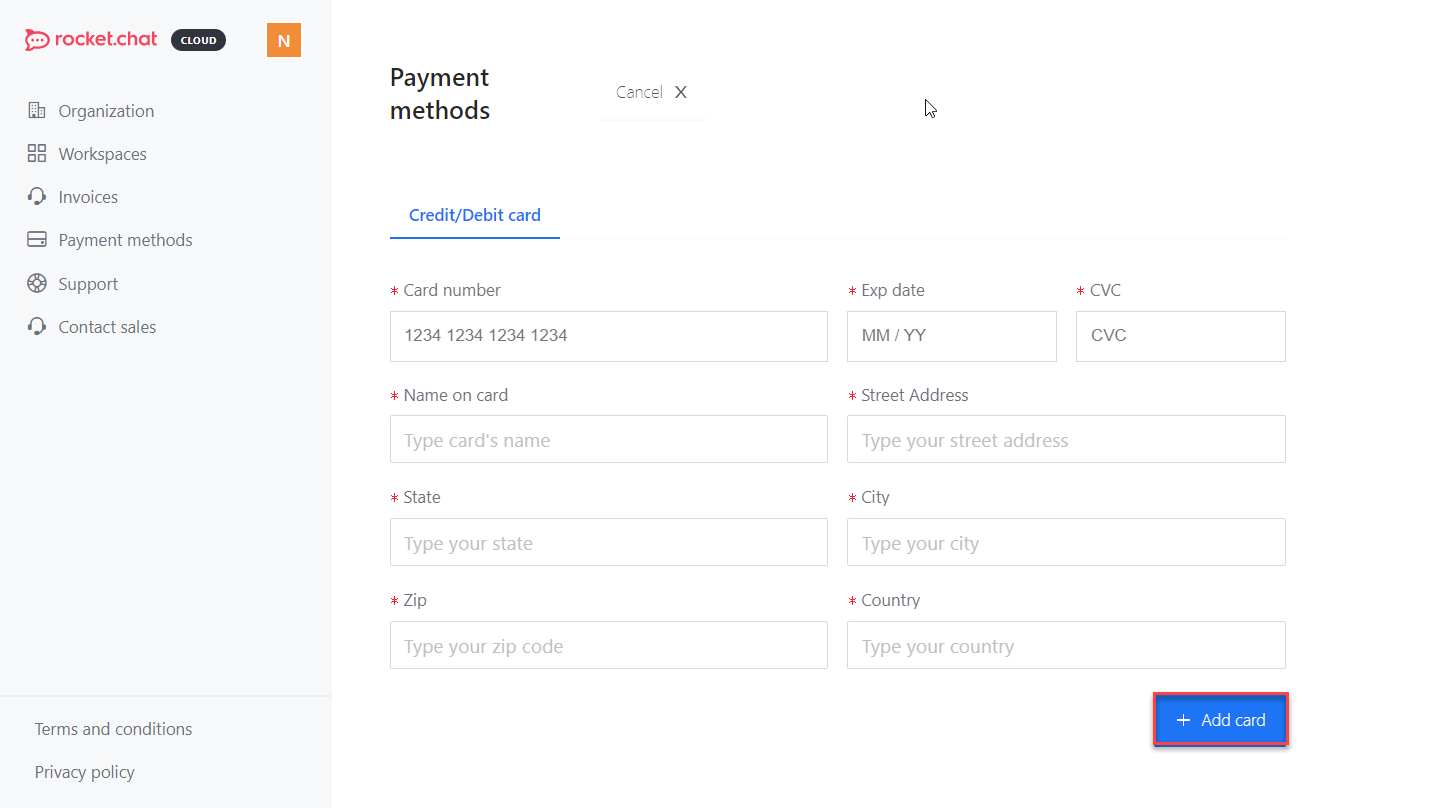 rocket.chat CLOUD N
Organization
Workspaces
Invoices
Payment methods
Support
Contact sales
Terms and conditions
Privacy policy
Payment
methods
Cancel X
Credit/Debit card
* Card number
1234 1234 1234 1234
* Exp date
MM / YY
* CVC
CVC
* Name on card
Type card's name
* Street Address
Type your street address
* State
Type your state
* City
Type your city
* Zip
Type your zip code
* Country
Type your country
+ Add card